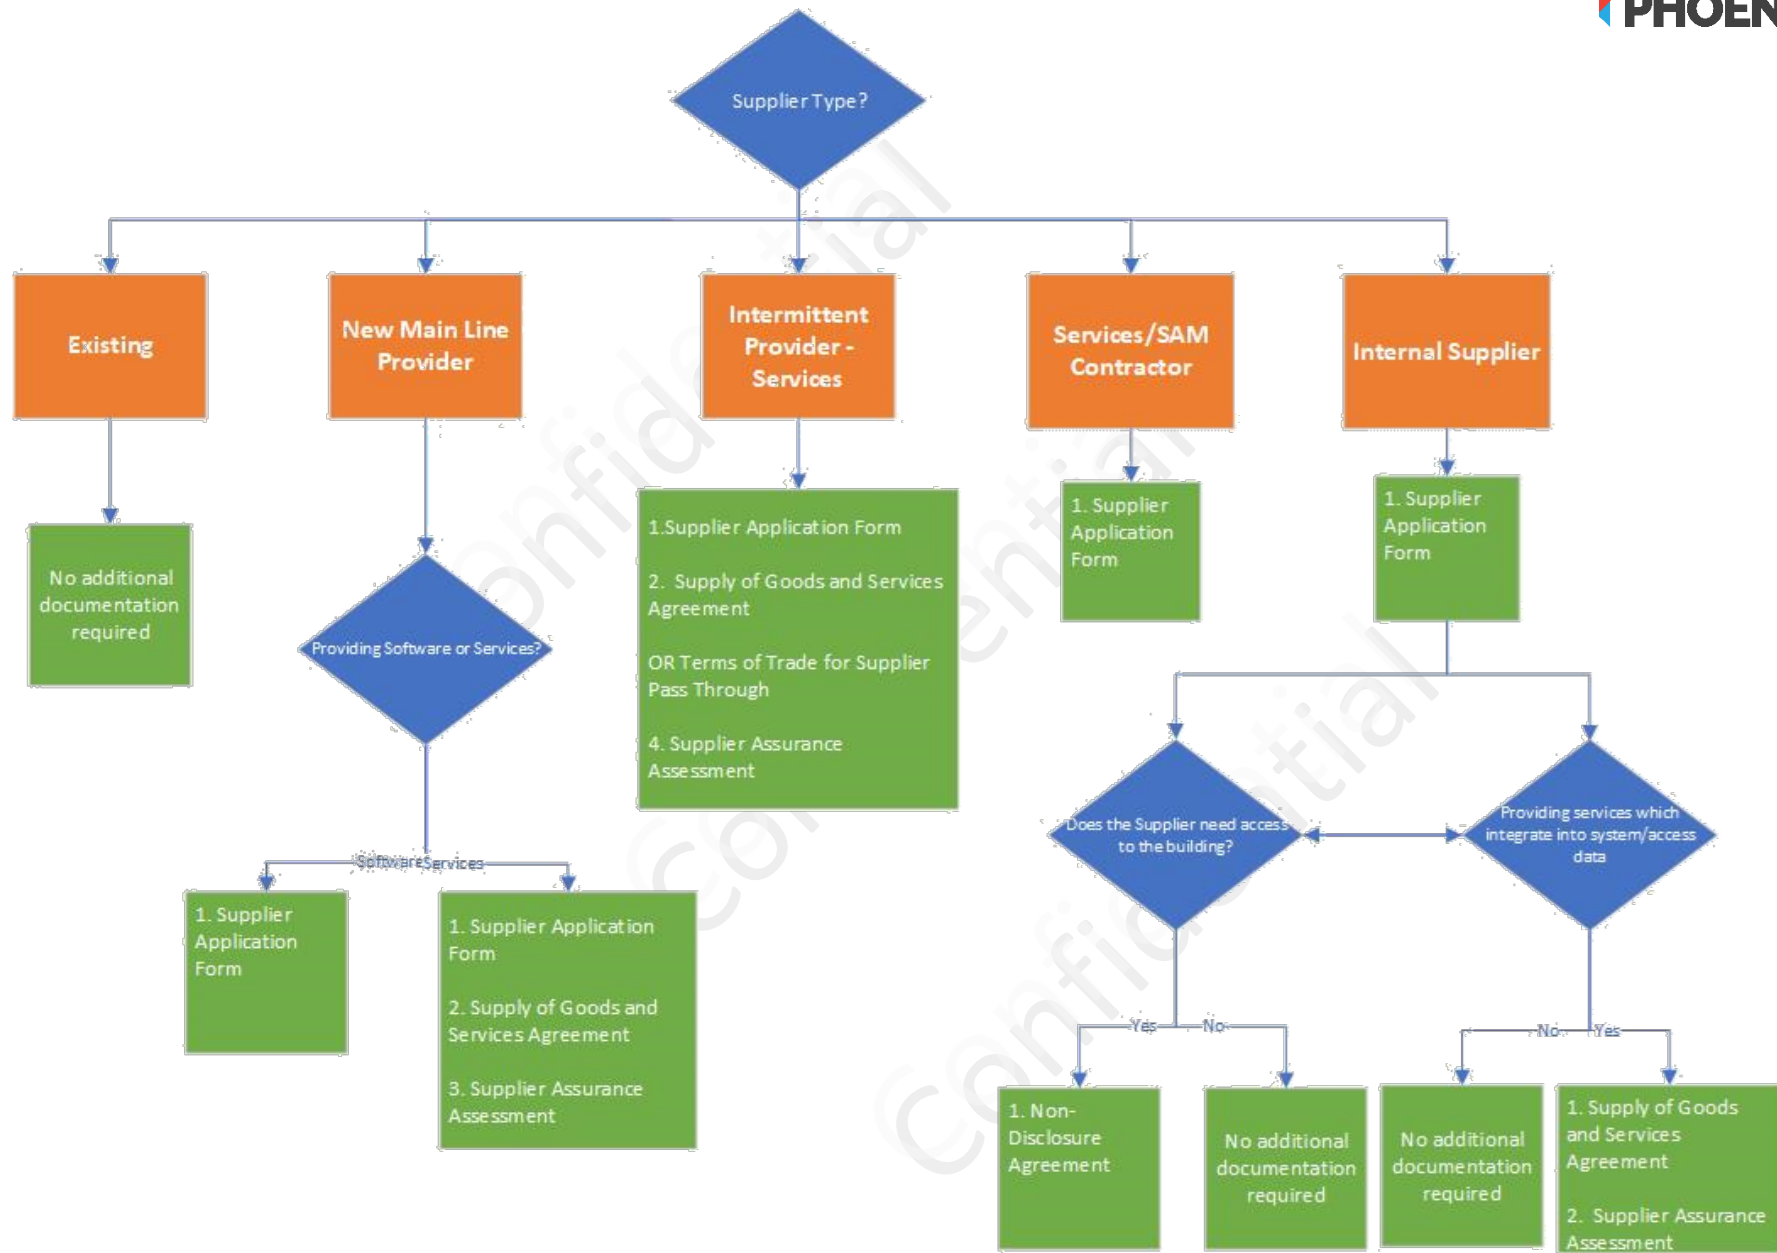 PHOEN
Supplier Type?
Existing
New Main Line
Provider
Intermittent
Provider -
Services
Services/SAM
Contractor
Internal Supplier
No additional
documentation
required
Providing Software or Services?
1.Supplier Application Form
2. Supply of Goods and Services
Agreement
OR Terms of Trade for Supplier
Pass Through
4. Supplier Assurance
Assessment
1. Supplier
Application
Form
1. Supplier
Application
Form
Software
Services
1. Supplier
Application
Form
1. Supplier Application
Form
2. Supply of Goods and
Services Agreement
3. Supplier Assurance
Assessment
Does the Supplier need access
to the building?
Providing services which
integrate into system/access
data
Yes
No
No
Yes
1. Non-
Disclosure
Agreement
No additional
documentation
required
No additional
documentation
required
1. Supply of Goods
and Services
Agreement
2. Supplier Assurance
Assessment
Confidential
Confidential
Confidential